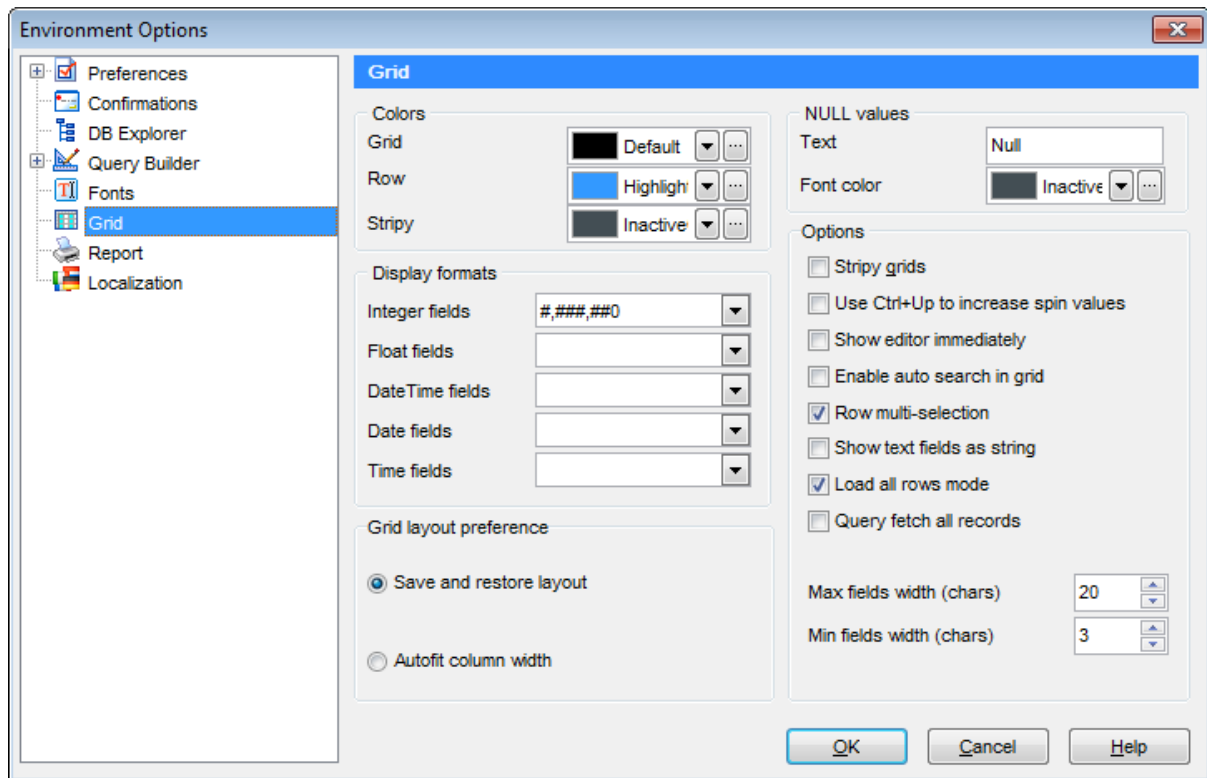 Environment Options
Preferences
Confirmations
DB Explorer
Query Builder
Fonts
Grid
Report
Localization
Grid
Colors
Grid Default
Row Highligh
Stripy Inactive
Display formats
Integer fields #,###,##0
Float fields
DateTime fields
Date fields
Time fields
Grid layout preference
Save and restore layout
Autofit column width
NULL values
Text Null
Font color Inactive
Options
Stripy grids
Use Ctrl+Up to increase spin values
Show editor immediately
Enable auto search in grid
Row multi-selection
Show text fields as string
Load all rows mode
Query fetch all records
Max fields width (chars) 20
Min fields width (chars) 3
OK Cancel Help